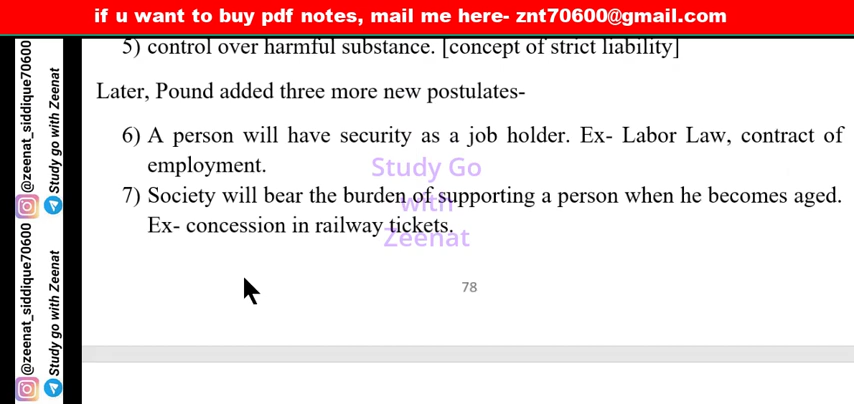 if u want to buy pdf notes, mail me here- znt70600@gmail.com
5) control over harmful substance. [concept of strict liability]
Later, Pound added three more new postulates-
6) A person will have security as a job holder. Ex- Labor Law, contract of
employment.
7) Society will bear the burden of supporting a person when he becomes aged.
Ex- concession in railway tickets.
Study Go
with
Zeenat
78
@zeenat_siddique70600
Study go with Zeenat
@zeenat_siddique70600
Study go with Zeenat